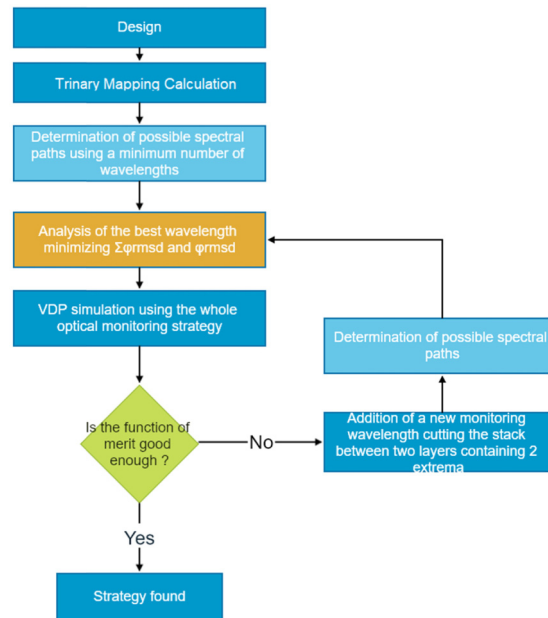 Design
Trinary Mapping Calculation
Determination of possible spectral
paths using a minimum number of
wavelengths
Analysis of the best wavelength
minimizing Σφrmsd and φrmsd
VDP simulation using the whole
optical monitoring strategy
Is the function of
merit good
enough ?
No
Addition of a new monitoring
wavelength cutting the stack
between two layers containing 2
extrema
Determination of possible spectral
paths
Yes
Strategy found